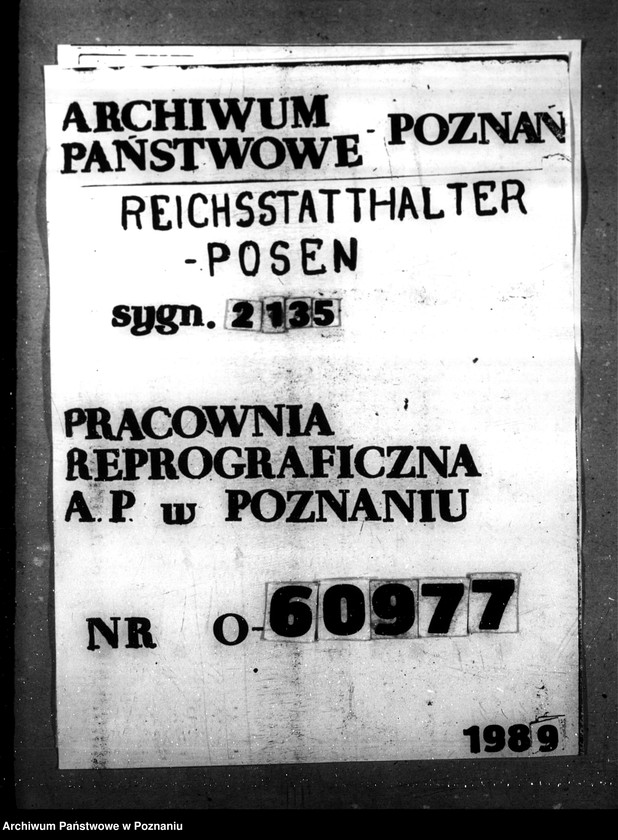 ARCHIWUM
PAŃSTWOWE - POZNAŃ
REICHSSTATTHALTER
-POSEN
sygn. 2135
PRACOWNIA
REPROGRAFICZNA
A.P. w POZNANIU
NR O-60977
1989
Archiwum Państwowe w Poznaniu